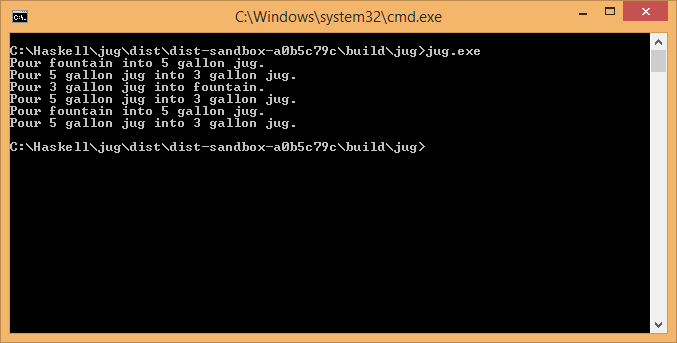 C:\Windows\system32\cmd.exe
C:\Haskell\jug\dist\dist-sandbox-a0b5c79c\build\jug>jug.exe
Pour fountain into 5 gallon jug.
Pour 5 gallon jug into 3 gallon jug.
Pour 3 gallon jug into fountain.
Pour 5 gallon jug into 3 gallon jug.
Pour fountain into 5 gallon jug.
Pour 5 gallon jug into 3 gallon jug.
C:\Haskell\jug\dist\dist-sandbox-a0b5c79c\build\jug>